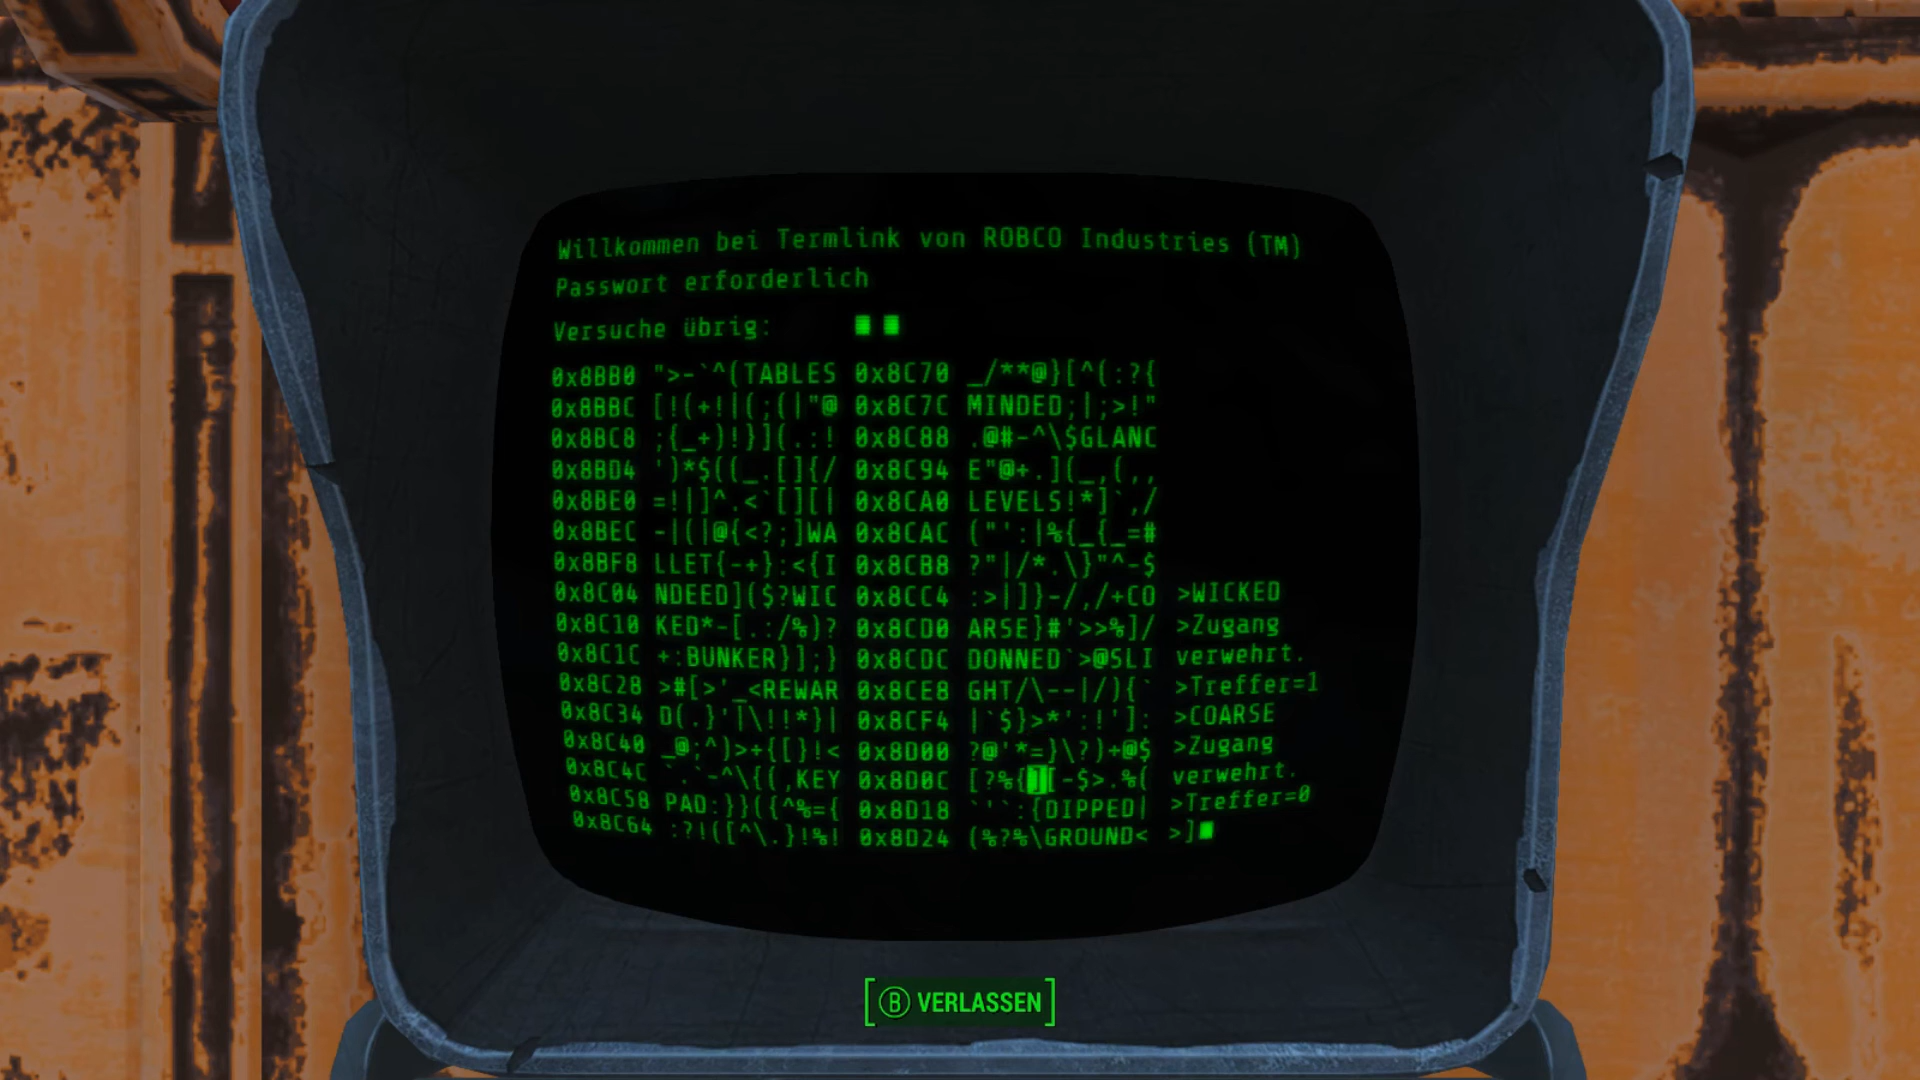 Willkommen bei Termlink von ROBCO Industries (TM)
Passwort erforderlich
Versuche übrig:
0x8BB0 ">-`^(TABLES 0x8C70 _/**@}[^(:?{
0x8BBC [!(+!|(;(|"@ 0x8C7C MINDED;|;>!"
0x8BC8 ;{_+)!}](.:! 0x8C88 .@#-^\$GLANC
0x8BD4 ')*$((_.[]{/ 0x8C94 E"@+.](_,(,,
0x8BE0 =!|]^.<`[][| 0x8CA0 LEVELS!*]`,/
0x8BEC -|(|@{<?;]WA 0x8CAC ("':|%{_{_=#
0x8BF8 LLET{-+}:<{I 0x8CB8 ?"|/*.\}"^-$
0x8C04 NDEED]($?WIC 0x8CC4 :>|]}-/,/+CO >WICKED
0x8C10 KED*-[.:/%)? 0x8CD0 ARSE}#'>>%]/ >Zugang
0x8C1C +:BUNKER}];} 0x8CDC DONNED`>@SLI verwehrt.
0x8C28 >#[>'_<REWAR 0x8CE8 GHT/\--|/){` >Treffer=1
0x8C34 D(.}'|\!!*}| 0x8CF4 |`$}>*':!']: >COARSE
0x8C40 _@;^)>+{[}!< 0x8D00 ?@'*=}\?)+@$ >Zugang
0x8C4C `.`-^\{(,KEY 0x8D0C [?%{][-$>.%( verwehrt.
0x8C58 PAD:}}({^%={ 0x8D18 `'`:{DIPPED| >Treffer=0
0x8C64 :?!([^\.}!%! 0x8D24 (%?%\GROUND< >]
B VERLASSEN